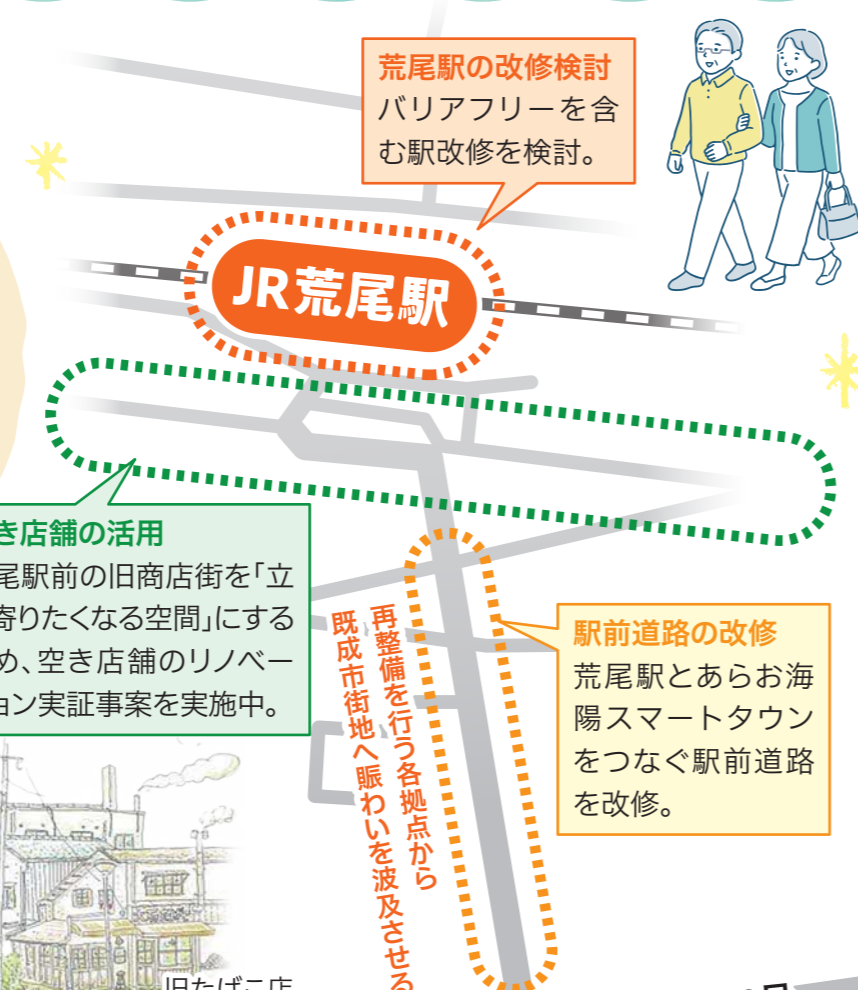 荒尾駅の改修検討
バリアフリーを含
む駅改修を検討。
JR荒尾駅
き店舗の活用
尾駅前の旧商店街を「立
寄りたくなる空間」にする
め、空き店舗のリノベー
ョン実証事案を実施中。
再整備を行う各拠点から
既成市街地へ賑わいを波及させる
駅前道路の改修
荒尾駅とあらお海
陽スマートタウン
をつなぐ駅前道路
を改修。
旧たばこ店